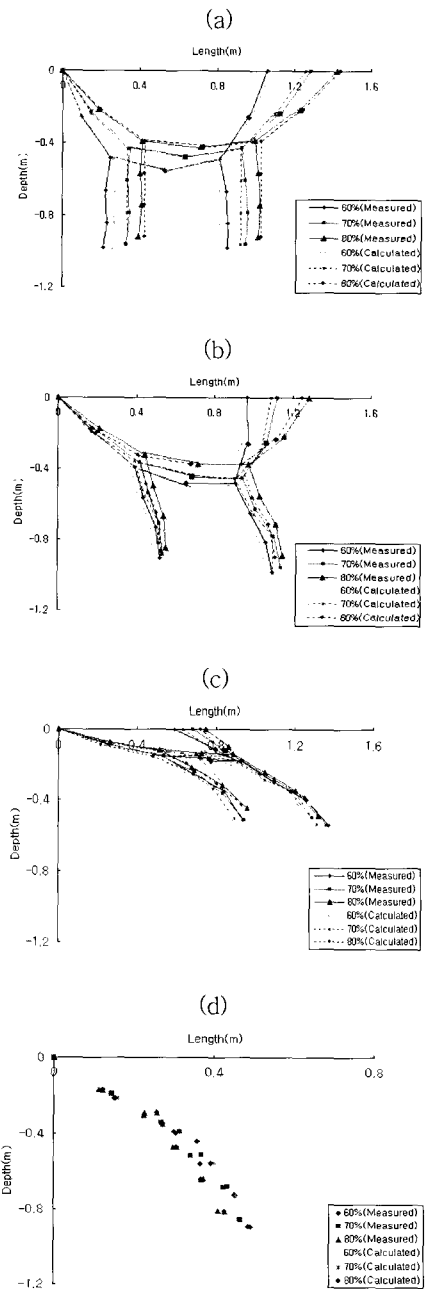 (a)
Length(m)
0 0.4 0.8 1.2 1.6
0
-0.4
-0.8
-1.2
Depth(m)
60%(Measured)
70%(Measured)
80%(Measured)
60%(Calculated)
70%(Calculated)
80%(Calculated)
(b)
Length(m)
0 0.4 0.8 1.2 1.6
0
-0.4
-0.8
-1.2
Depth(m)
60%(Measured)
70%(Measured)
80%(Measured)
60%(Calculated)
70%(Calculated)
80%(Calculated)
(c)
Length(m)
0 0.4 1.2 1.6
0
-0.4
-0.8
-1.2
Depth(m)
60%(Measured)
70%(Measured)
80%(Measured)
60%(Calculated)
70%(Calculated)
80%(Calculated)
(d)
Length(m)
0 0.4 0.8
0
-0.4
-0.8
-1.2
Depth(m)
60%(Measured)
70%(Measured)
80%(Measured)
60%(Calculated)
70%(Calculated)
80%(Calculated)